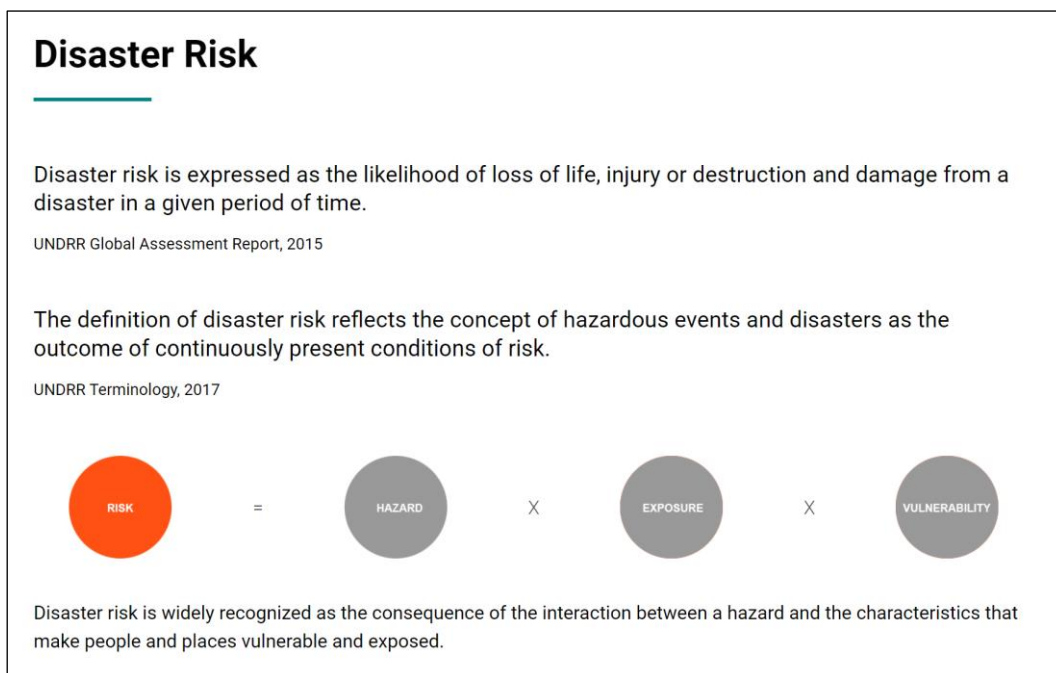 Disaster Risk
Disaster risk is expressed as the likelihood of loss of life, injury or destruction and damage from a
disaster in a given period of time.
UNDRR Global Assessment Report, 2015
The definition of disaster risk reflects the concept of hazardous events and disasters as the
outcome of continuously present conditions of risk.
UNDRR Terminology, 2017
RISK = HAZARD X EXPOSURE X VULNERABILITY
Disaster risk is widely recognized as the consequence of the interaction between a hazard and the characteristics that
make people and places vulnerable and exposed.